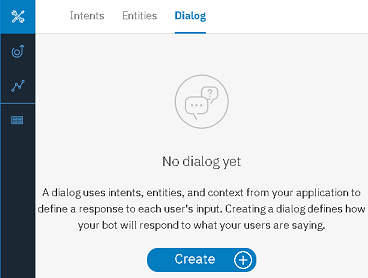 Intents Entities Dialog
?
No dialog yet
A dialog uses intents, entities, and context from your application to
define a response to each user's input. Creating a dialog defines how
your bot will respond to what your users are saying.
Create